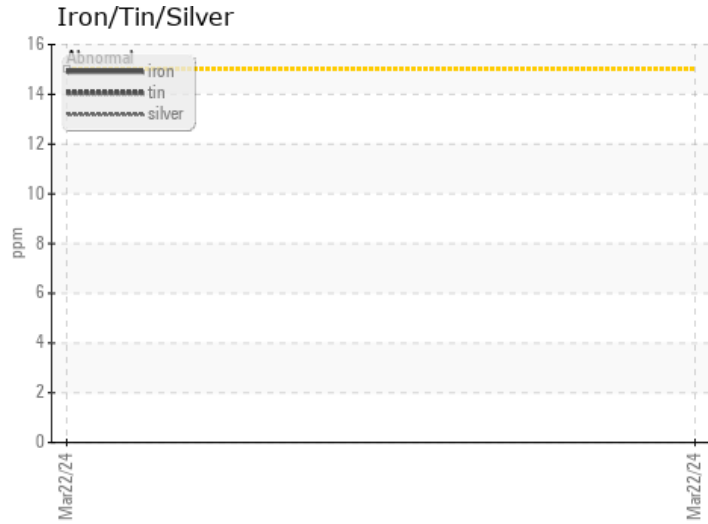 Iron/Tin/Silver
16
14
12
10
8
6
4
2
0
ppm
Abnormal
iron
tin
silver
Mar22/24
Mar22/24